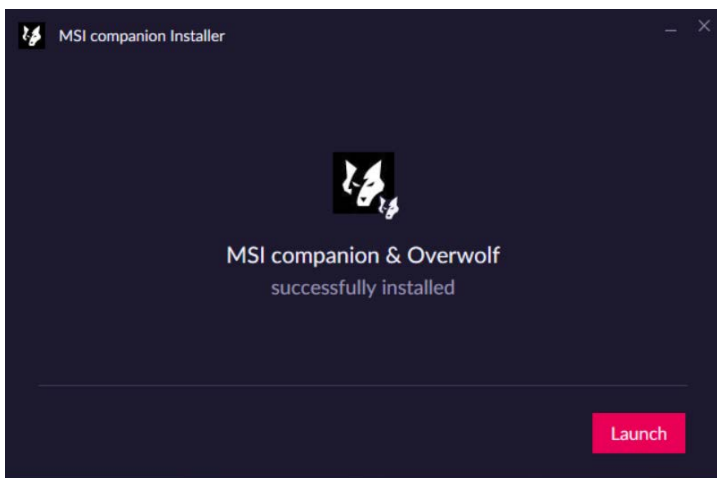 MSI companion Installer
MSI companion & Overwolf
successfully installed
Launch